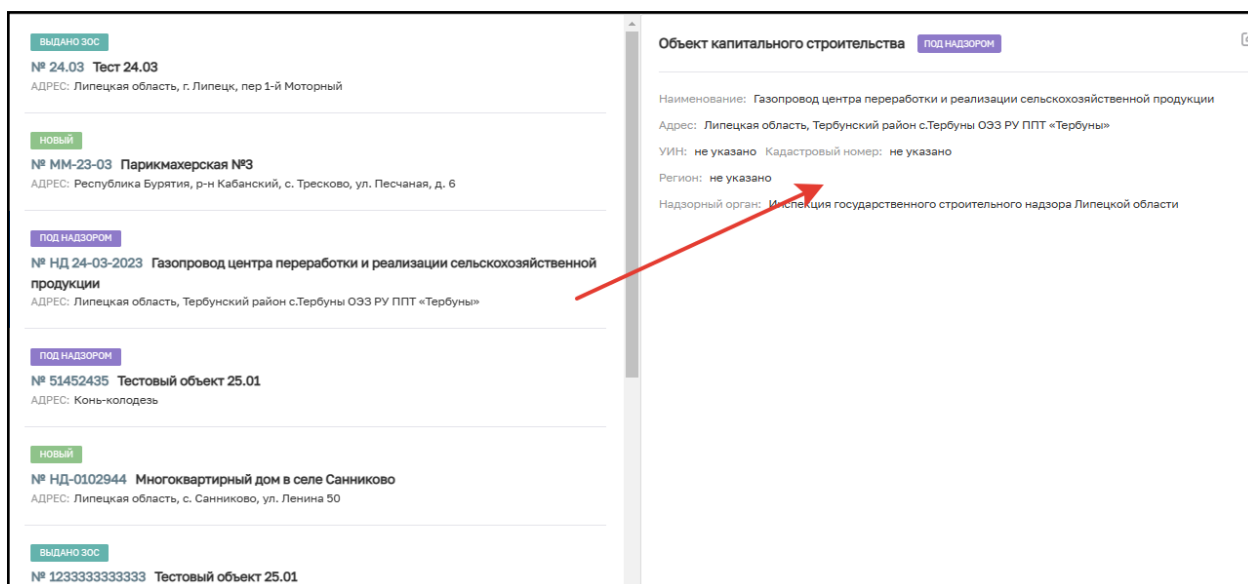 ВЫДАНО ЗОС
№ 24.03 Тест 24.03
АДРЕС: Липецкая область, г. Липецк, пер 1-й Моторный
НОВЫЙ
№ ММ-23-03 Парикмахерская №3
АДРЕС: Республика Бурятия, р-н Кабанский, с. Тресково, ул. Песчаная, д. 6
ПОД НАДЗОРОМ
№ НД 24-03-2023 Газопровод центра переработки и реализации сельскохозяйственной
продукции
АДРЕС: Липецкая область, Тербунский район с.Тербуны ОЭЗ РУ ППТ «Тербуны»
ПОД НАДЗОРОМ
№ 51452435 Тестовый объект 25.01
АДРЕС: Конь-колодезь
НОВЫЙ
№ НД-0102944 Многоквартирный дом в селе Санниково
АДРЕС: Липецкая область, с. Санниково, ул. Ленина 50
ВЫДАНО ЗОС
№ 1233333333333 Тестовый объект 25.01
Объект капитального строительства ПОД НАДЗОРОМ
Наименование: Газопровод центра переработки и реализации сельскохозяйственной продукции
Адрес: Липецкая область, Тербунский район с.Тербуны ОЭЗ РУ ППТ «Тербуны»
УИН: не указано Кадастровый номер: не указано
Регион: не указано
Надзорный орган: Инспекция государственного строительного надзора Липецкой области